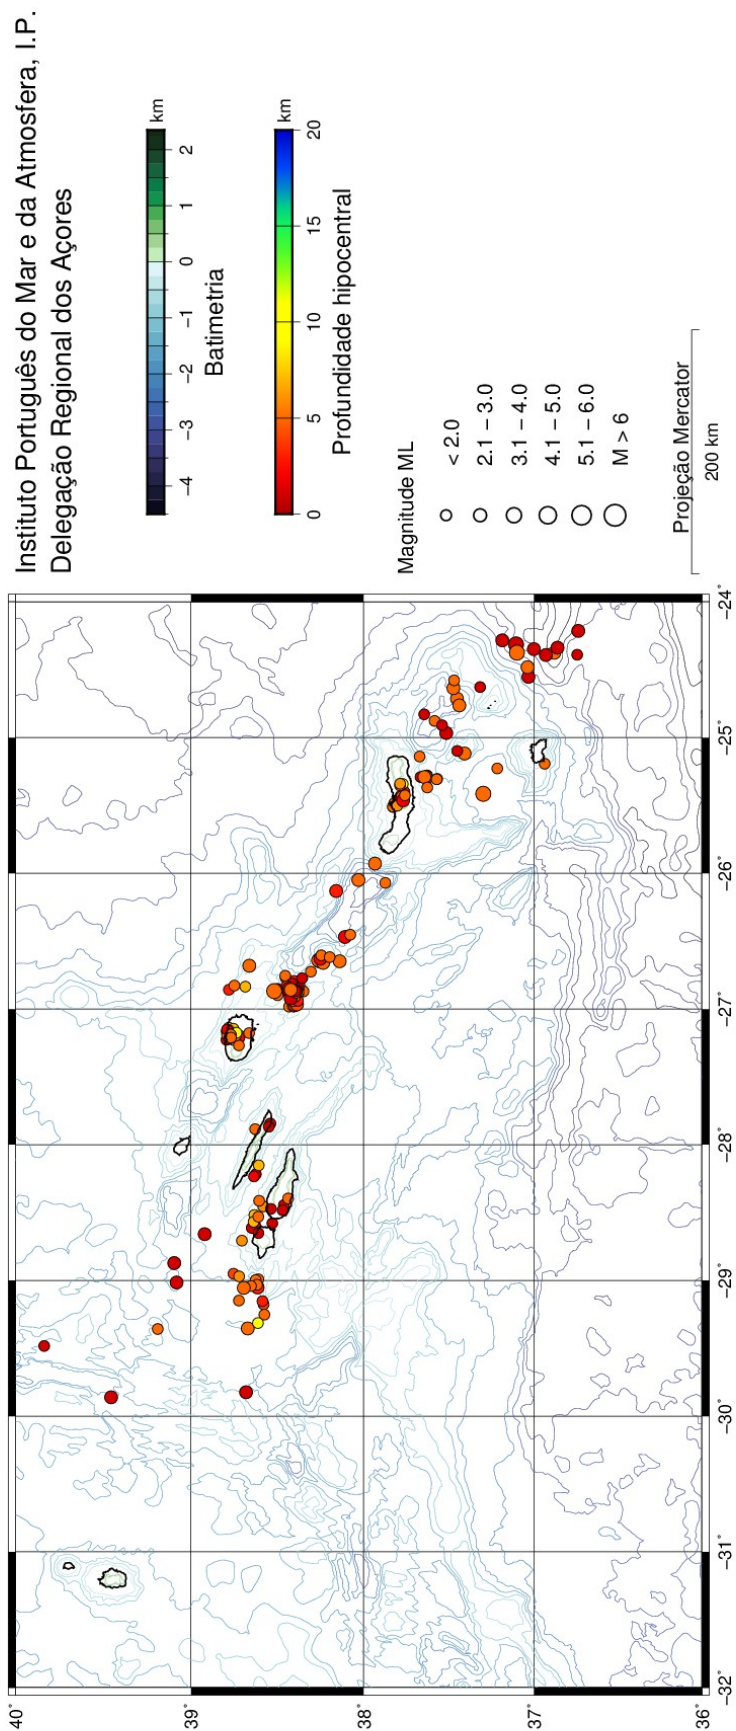 Instituto Português do Mar e da Atmosfera, I.P.
Delegação Regional dos Açores
km
−4 −3 −2 −1 0 1 2
Batimetria
km
0 5 10 15 20
Profundidade hipocentral
Magnitude ML
< 2.0
2.1 − 3.0
3.1 − 4.0
4.1 − 5.0
5.1 − 6.0
M > 6
Projeção Mercator
200 km
40˚
39˚
38˚
37˚
36˚
−32˚ −31˚ −30˚ −29˚ −28˚ −27˚ −26˚ −25˚ −24˚